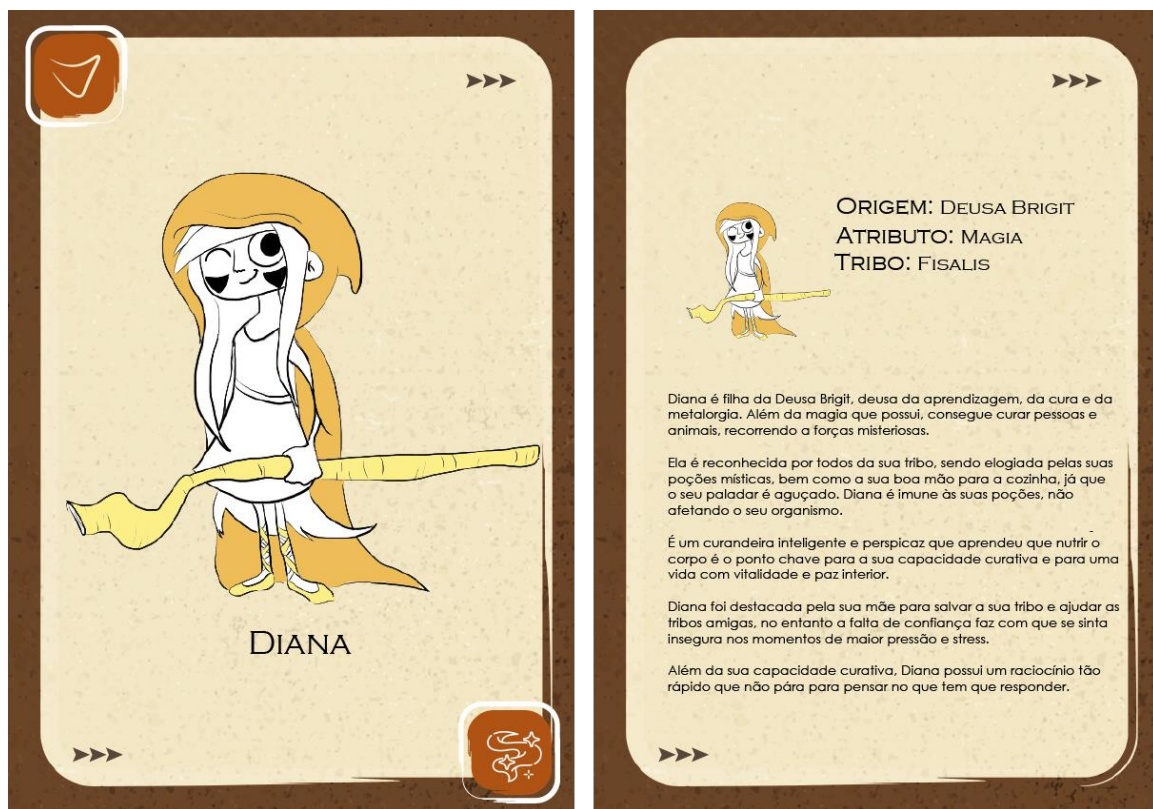 DIANA
ORIGEM: DEUSA BRIGIT
ATRIBUTO: MAGIA
TRIBO: FISALIS
Diana é filha da Deusa Brigit, deusa da aprendizagem, da cura e da
metalorgia. Além da magia que possui, consegue curar pessoas e
animais, recorrendo a forças misteriosas.
Ela é reconhecida por todos da sua tribo, sendo elogiada pelas suas
poções místicas, bem como a sua boa mão para a cozinha, já que
o seu paladar é aguçado. Diana é imune às suas poções, não
afetando o seu organismo.
É um curandeira inteligente e perspicaz que aprendeu que nutrir o
corpo é o ponto chave para a sua capacidade curativa e para uma
vida com vitalidade e paz interior.
Diana foi destacada pela sua mãe para salvar a sua tribo e ajudar as
tribos amigas, no entanto a falta de confiança faz com que se sinta
insegura nos momentos de maior pressão e stress.
Além da sua capacidade curativa, Diana possui um raciocínio tão
rápido que não pára para pensar no que tem que responder.